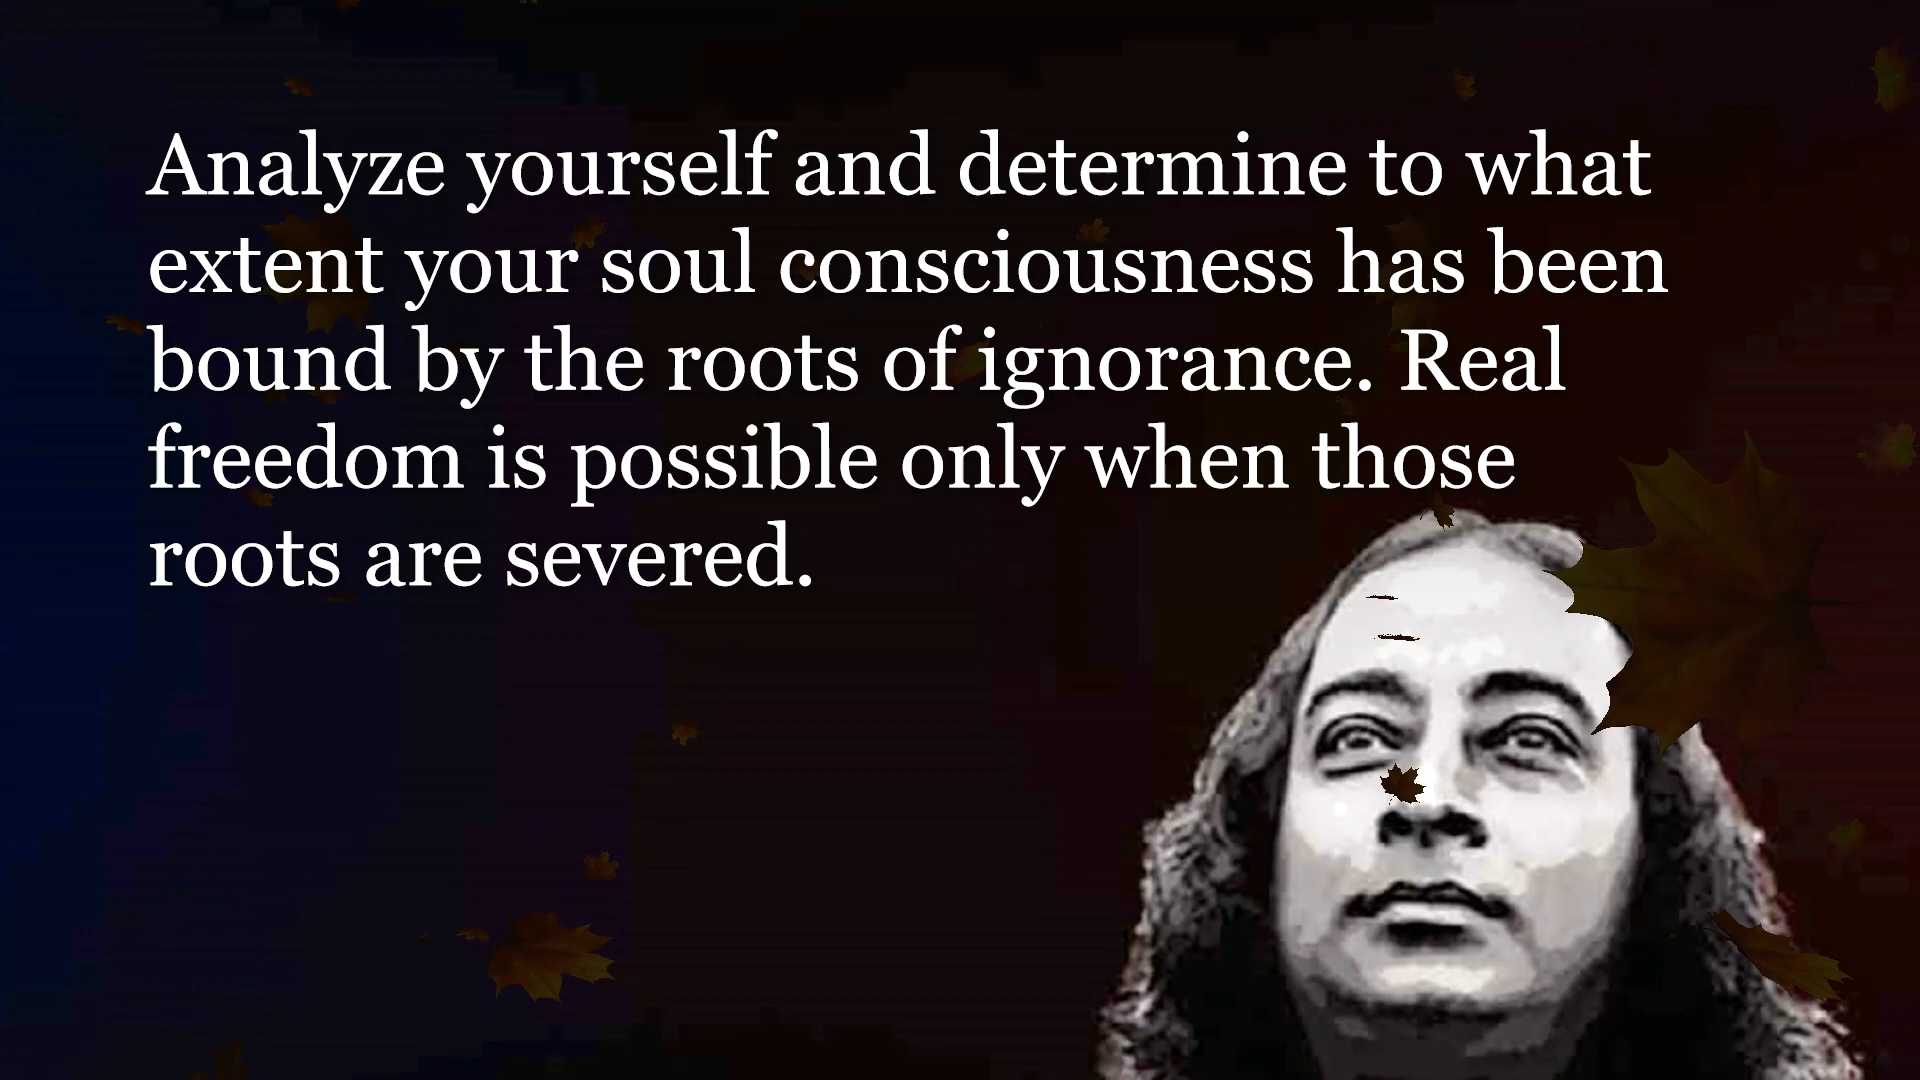 Analyze yourself and determine to what
extent your soul consciousness has been
bound by the roots of ignorance. Real
freedom is possible only when those
roots are severed.